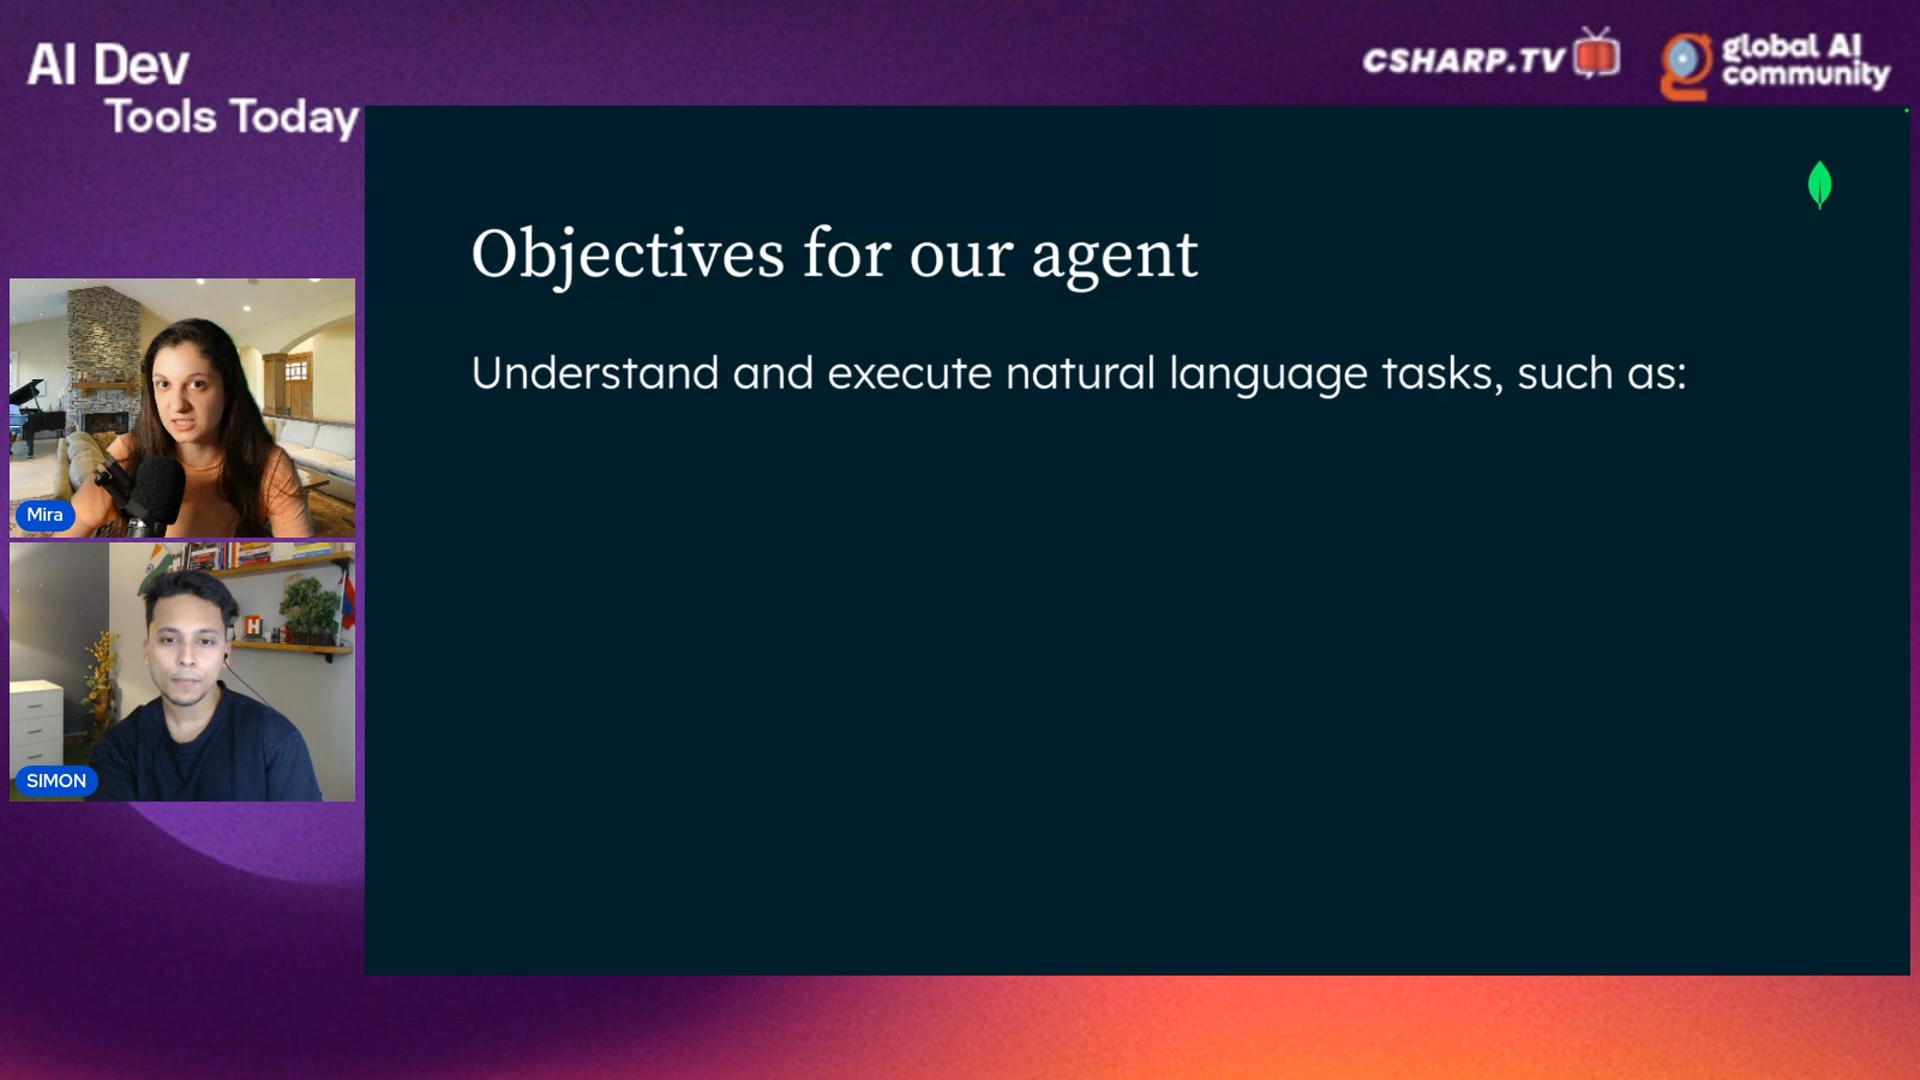 AI Dev
Tools Today
CSHARP.TV
global AI
community
Objectives for our agent
Understand and execute natural language tasks, such as:
Mira
H
SIMON